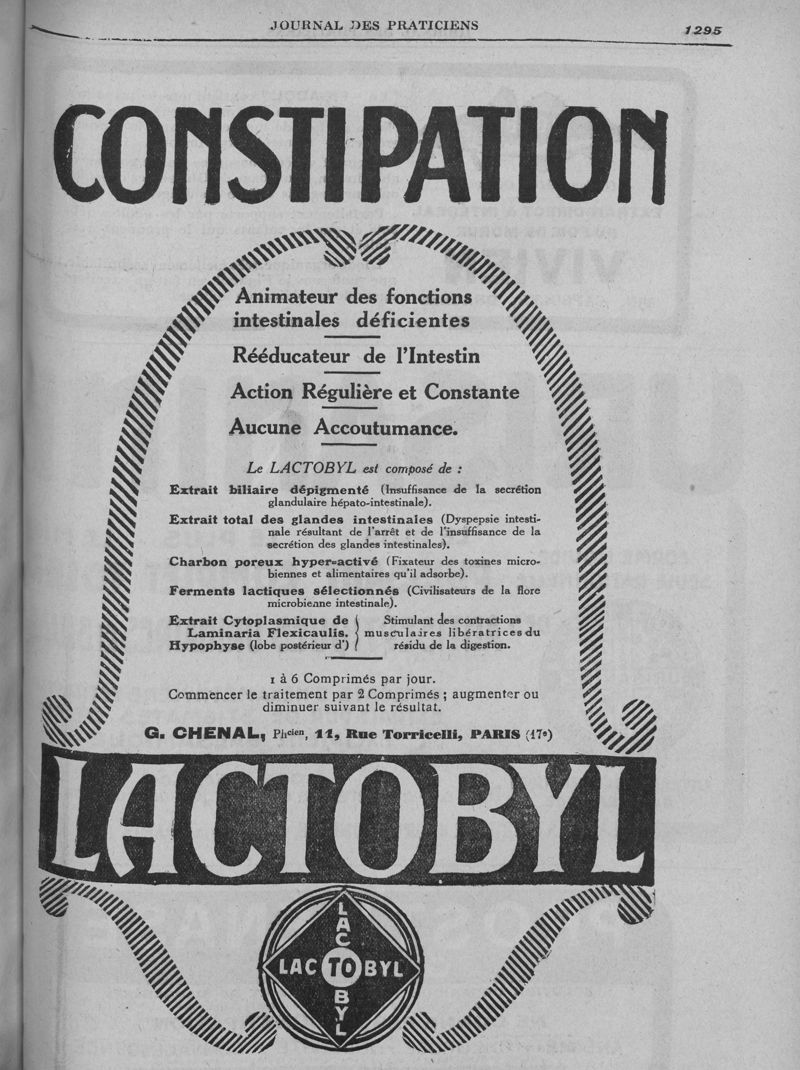 JOURNAL DES PRATICIENS
1295
CONSTIPATION
Animateur des fonctions
intestinales déficientes
Rééducateur de l'Intestin
Action Régulière et Constante
Aucune Accoutumance.
Le LACTOBYL est composé de :
Extrait biliaire dépigmenté (Insuffisance de la secrétion
glandulaire hépato-intestinale).
Extrait total des glandes intestinales (Dyspepsie intesti-
nale résultant de l'arrêt et de l'insuffisance de la
secrétion des glandes intestinales).
Charbon poreux hyper-activé (Fixateur des toxines micro-
biennes et alimentaires qu'il adsorbe).
Ferments lactiques sélectionnés (Civilisateurs de la flore
microbienne intestinale).
Extrait Cytoplasmique de
Laminaria Flexicaulis.
Hypophyse (lobe postérieur d')
Stimulant des contractions
musculaires libératrices du
résidu de la digestion.
1 à 6 Comprimés par jour.
Commencer le traitement par 2 Comprimés ; augmenter ou
diminuer suivant le résultat.
G. CHENAL, Phcien, 11, Rue Torricelli, PARIS (17e)
LACTOBYL
LACTOBYL
LACTOBYL